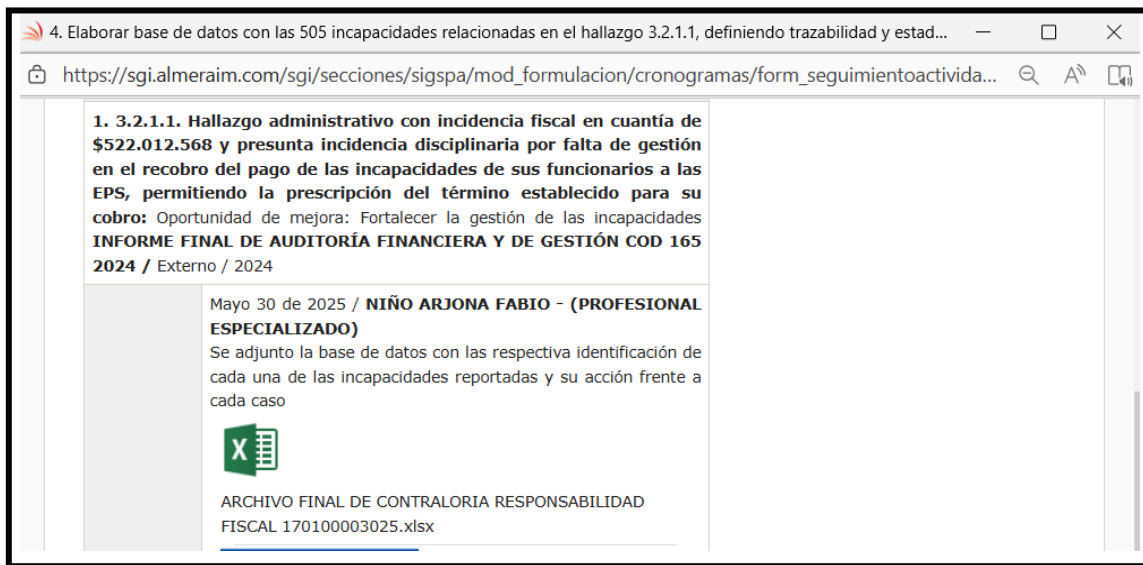 4. Elaborar base de datos con las 505 incapacidades relacionadas en el hallazgo 3.2.1.1, definiendo trazabilidad y estad...
https://sgi.almeraim.com/sgi/secciones/sigspa/mod_formulacion/cronogramas/form_seguimientoactivida...
1. 3.2.1.1. Hallazgo administrativo con incidencia fiscal en cuantía de
$522.012.568 y presunta incidencia disciplinaria por falta de gestión
en el recobro del pago de las incapacidades de sus funcionarios a las
EPS, permitiendo la prescripción del término establecido para su
cobro: Oportunidad de mejora: Fortalecer la gestión de las incapacidades
INFORME FINAL DE AUDITORÍA FINANCIERA Y DE GESTIÓN COD 165
2024 / Externo / 2024
Mayo 30 de 2025 / NIÑO ARJONA FABIO - (PROFESIONAL
ESPECIALIZADO)
Se adjunto la base de datos con las respectiva identificación de
cada una de las incapacidades reportadas y su acción frente a
cada caso
ARCHIVO FINAL DE CONTRALORIA RESPONSABILIDAD
FISCAL 170100003025.xlsx